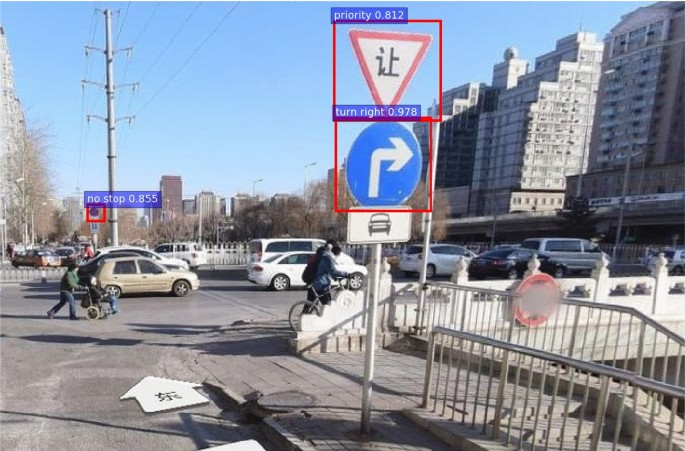 priority 0.812
让
turn right 0.978
no stop 0.855
东